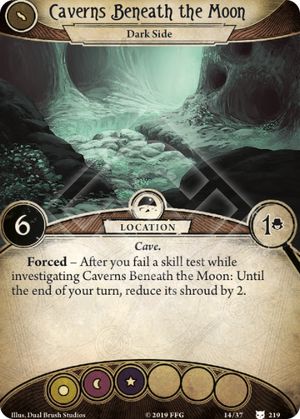 Caverns Beneath the Moon
Dark Side
6
1
Location
Cave.
Forced – After you fail a skill test while
investigating Caverns Beneath the Moon: Until
the end of your turn, reduce its shroud by 2.
Illus. Dual Brush Studios
© 2019 FFG
14/37
219